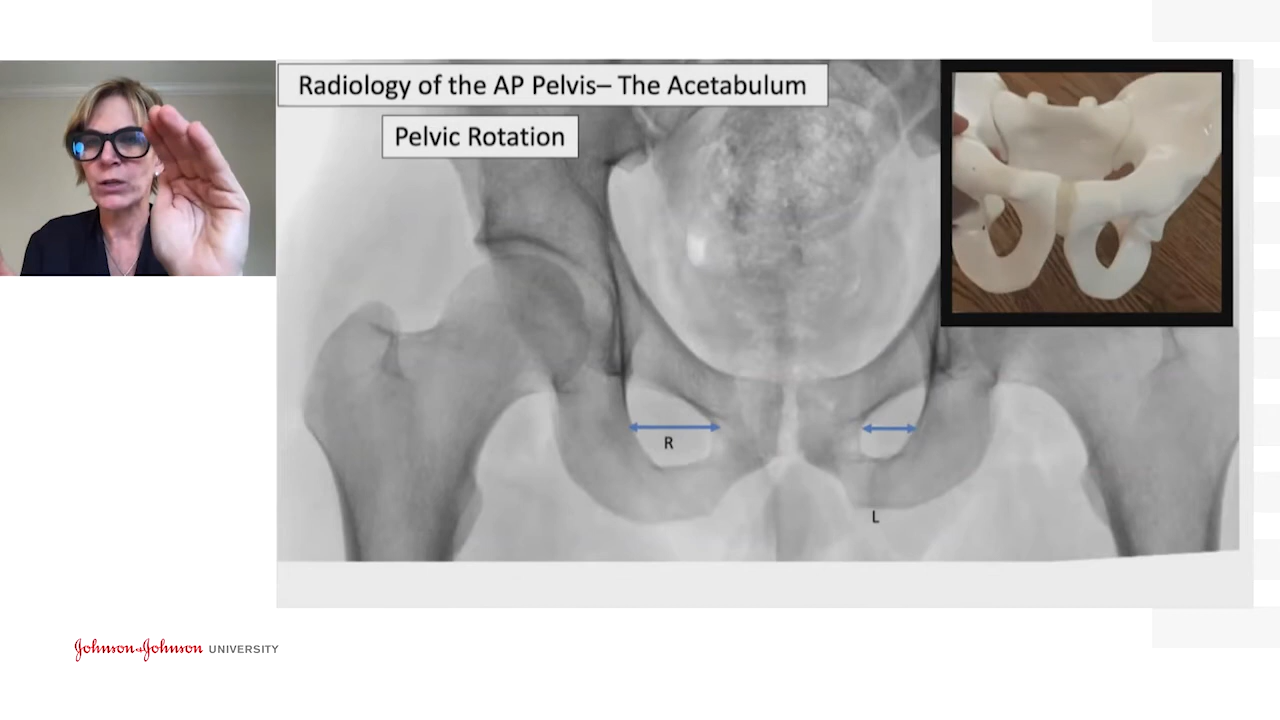 Radiology of the AP Pelvis– The Acetabulum
Pelvic Rotation
R
L
Johnson&Johnson UNIVERSITY